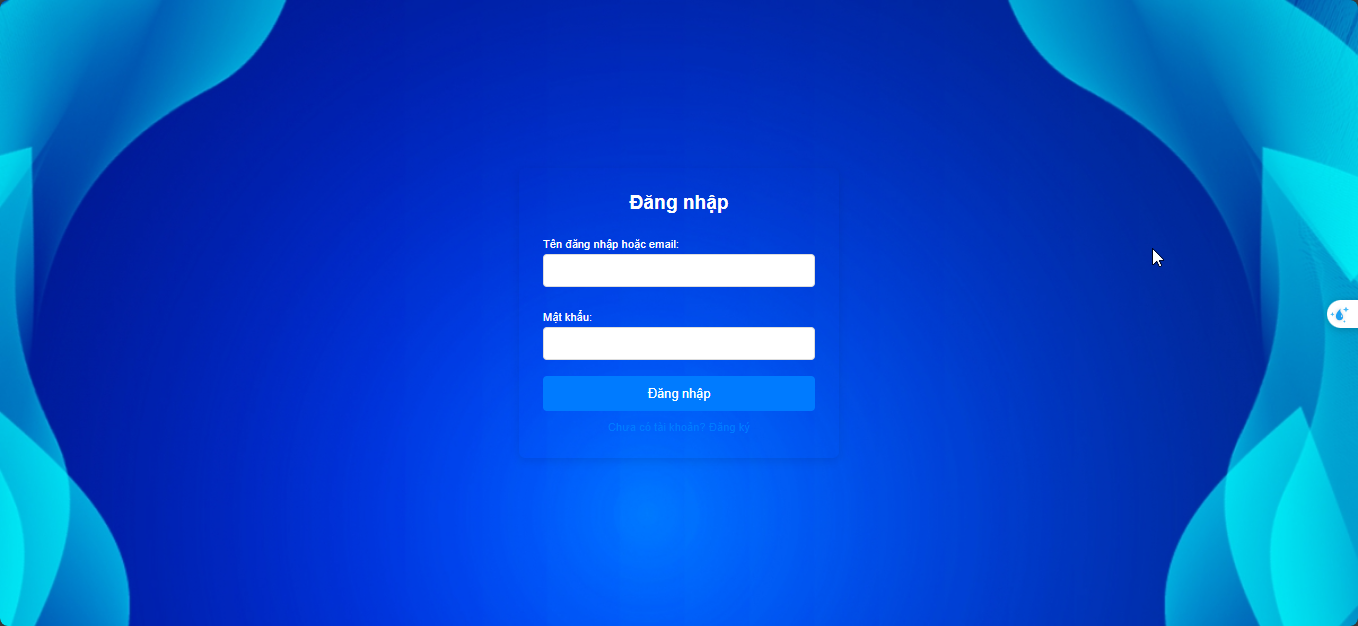 Đăng nhập
Tên đăng nhập hoặc email:
Mật khẩu:
Đăng nhập
Chưa có tài khoản? Đăng ký